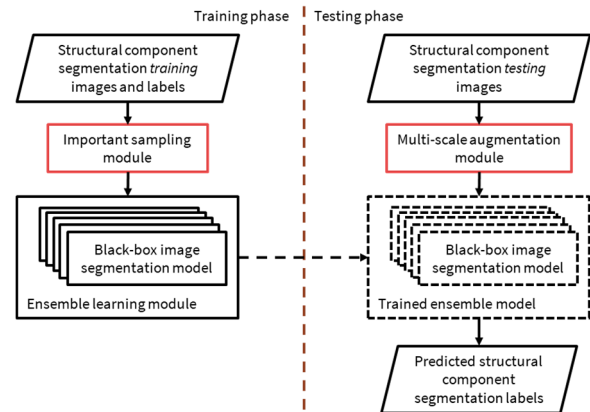 Training phase
Testing phase
Structural component
segmentation training
images and labels
Important sampling
module
Black-box image
segmentation model
Ensemble learning module
Structural component
segmentation testing
images
Multi-scale augmentation
module
Black-box image
segmentation model
Trained ensemble model
Predicted structural
component
segmentation labels